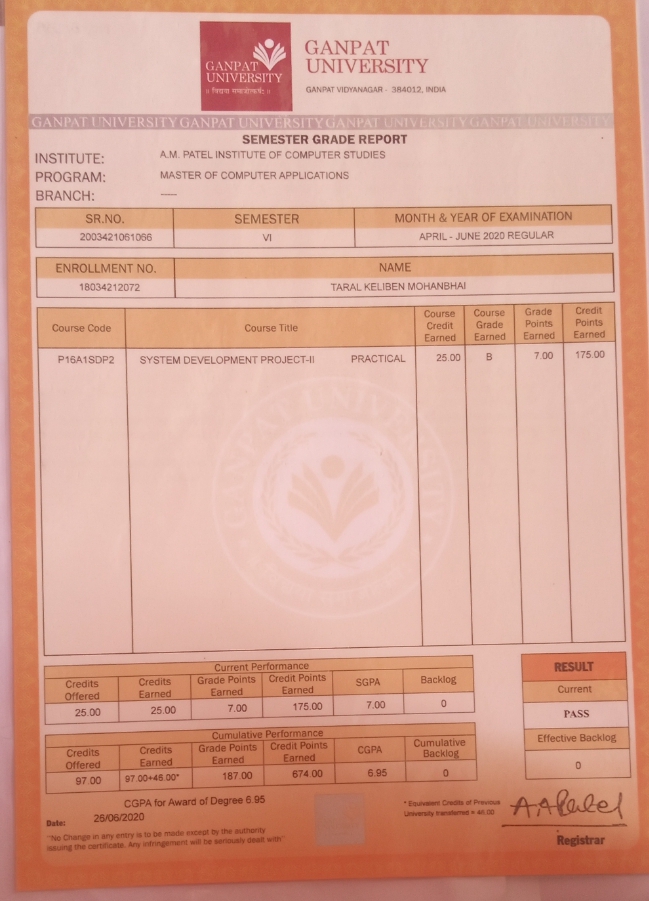 GANPAT
UNIVERSITY
॥ विद्यया समाजोत्कर्षः ॥
GANPAT
UNIVERSITY
GANPAT VIDYANAGAR - 384012, INDIA
GANPAT UNIVERSITY GANPAT UNIVERSITY GANPAT UNIVERSITY GANPAT UNIVERSITY
SEMESTER GRADE REPORT
INSTITUTE: A.M. PATEL INSTITUTE OF COMPUTER STUDIES
PROGRAM: MASTER OF COMPUTER APPLICATIONS
BRANCH: ----
SR.NO. SEMESTER MONTH & YEAR OF EXAMINATION
2003421061066 VI APRIL - JUNE 2020 REGULAR
ENROLLMENT NO. NAME
18034212072 TARAL KELIBEN MOHANBHAI
Course Code Course Title Course Credit Earned Course Grade Earned Grade Points Earned Credit Points Earned
P16A1SDP2 SYSTEM DEVELOPMENT PROJECT-II PRACTICAL 25.00 B 7.00 175.00
GANPAT UNIVERSITY
Current Performance
Credits Offered Credits Earned Grade Points Earned Credit Points Earned SGPA Backlog
25.00 25.00 7.00 175.00 7.00 0
Cumulative Performance
Credits Offered Credits Earned Grade Points Earned Credit Points Earned CGPA Cumulative Backlog
97.00 97.00+46.00* 187.00 674.00 6.95 0
RESULT
Current
PASS
Effective Backlog
0
CGPA for Award of Degree 6.95
Date: 26/06/2020
"No Change in any entry is to be made except by the authority
issuing the certificate. Any infringement will be seriously dealt with"
* Equivalent Credits of Previous
University transferred = 46.00
A A Patel
Registrar